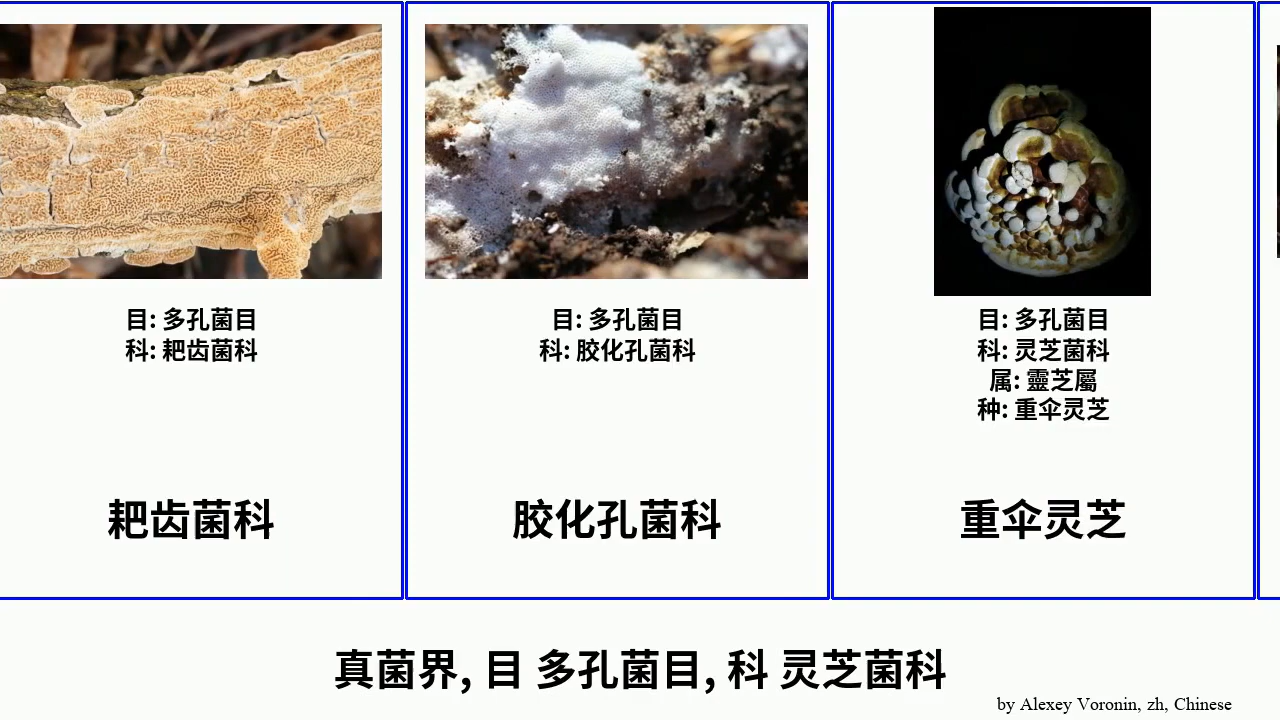 目: 多孔菌目
科: 耙齿菌科
耙齿菌科
目: 多孔菌目
科: 胶化孔菌科
胶化孔菌科
目: 多孔菌目
科: 灵芝菌科
属: 靈芝屬
种: 重伞灵芝
重伞灵芝
真菌界, 目 多孔菌目, 科 灵芝菌科
by Alexey Voronin, zh, Chinese